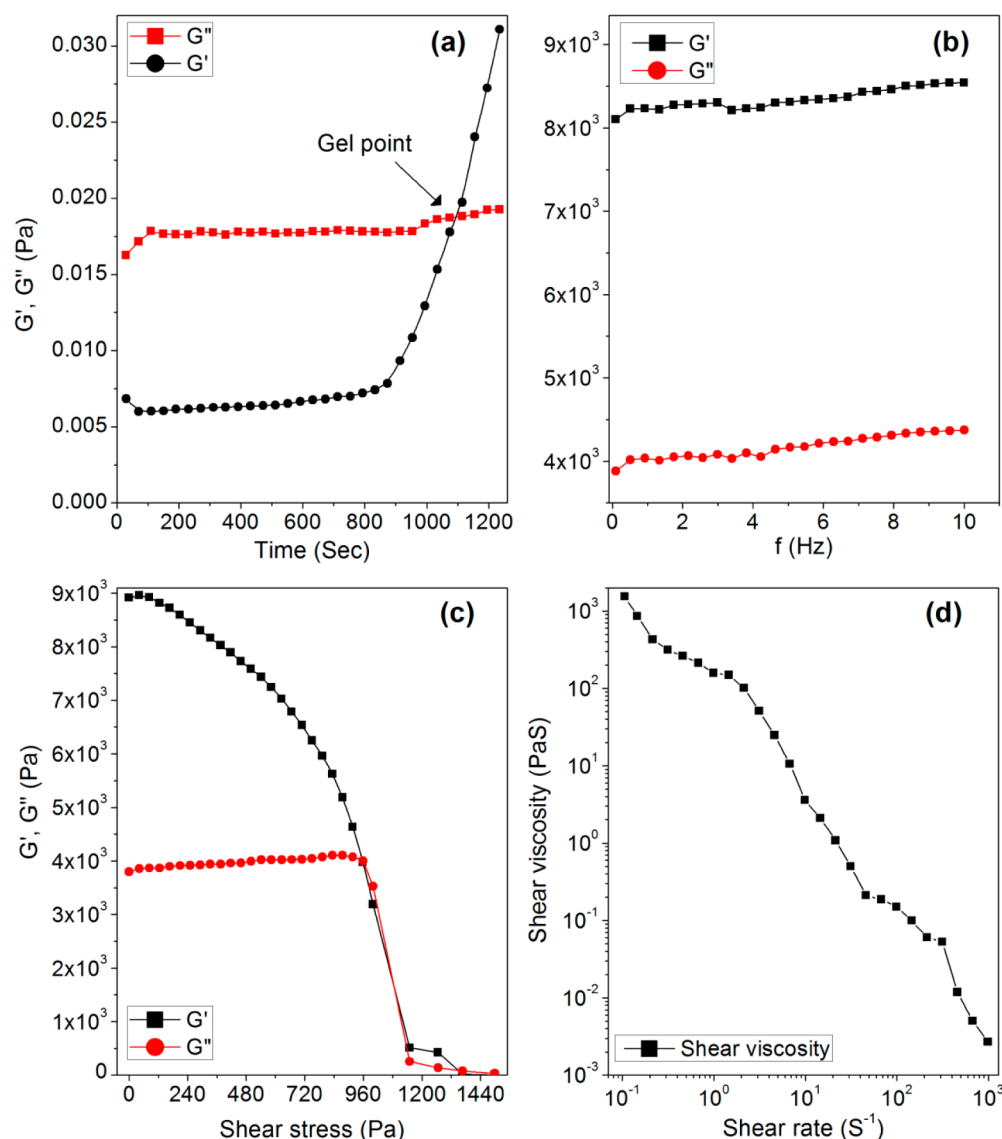 (a)
G"
G'
Gel point
G', G" (Pa)
0.030
0.025
0.020
0.015
0.010
0.005
0.000
0 200 400 600 800 1000 1200
Time (Sec)
(b)
G'
G"
9x10³
8x10³
7x10³
6x10³
5x10³
4x10³
0 2 4 6 8 10
f (Hz)
(c)
G', G" (Pa)
9x10³
8x10³
7x10³
6x10³
5x10³
4x10³
3x10³
2x10³
1x10³
0
G'
G"
0 240 480 720 960 1200 1440
Shear stress (Pa)
(d)
Shear viscosity (PaS)
10³
10²
10¹
10⁰
10⁻¹
10⁻²
10⁻³
Shear viscosity
10⁻¹ 10⁰ 10¹ 10² 10³
Shear rate (S⁻¹)